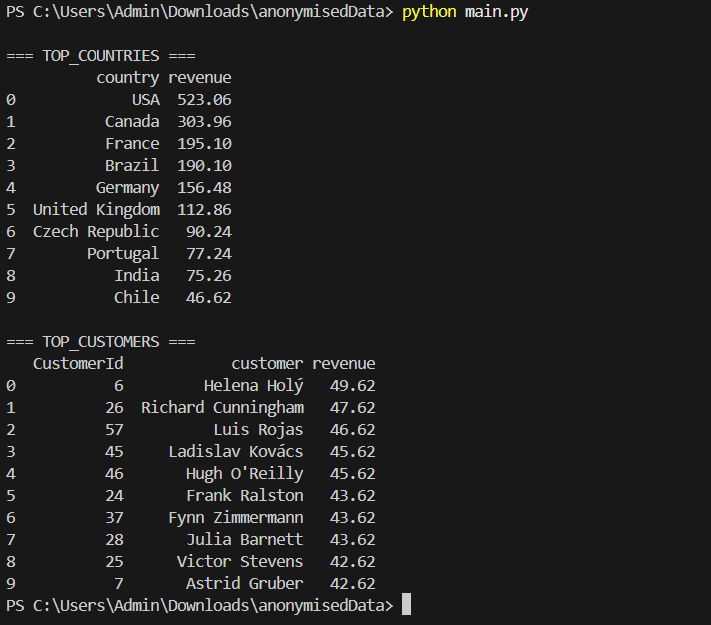 PS C:\Users\Admin\Downloads\anonymisedData> python main.py
=== TOP_COUNTRIES ===
country revenue
0 USA 523.06
1 Canada 303.96
2 France 195.10
3 Brazil 190.10
4 Germany 156.48
5 United Kingdom 112.86
6 Czech Republic 90.24
7 Portugal 77.24
8 India 75.26
9 Chile 46.62
=== TOP_CUSTOMERS ===
CustomerId customer revenue
0 6 Helena Holý 49.62
1 26 Richard Cunningham 47.62
2 57 Luis Rojas 46.62
3 45 Ladislav Kovács 45.62
4 46 Hugh O'Reilly 45.62
5 24 Frank Ralston 43.62
6 37 Fynn Zimmermann 43.62
7 28 Julia Barnett 43.62
8 25 Victor Stevens 42.62
9 7 Astrid Gruber 42.62
PS C:\Users\Admin\Downloads\anonymisedData>